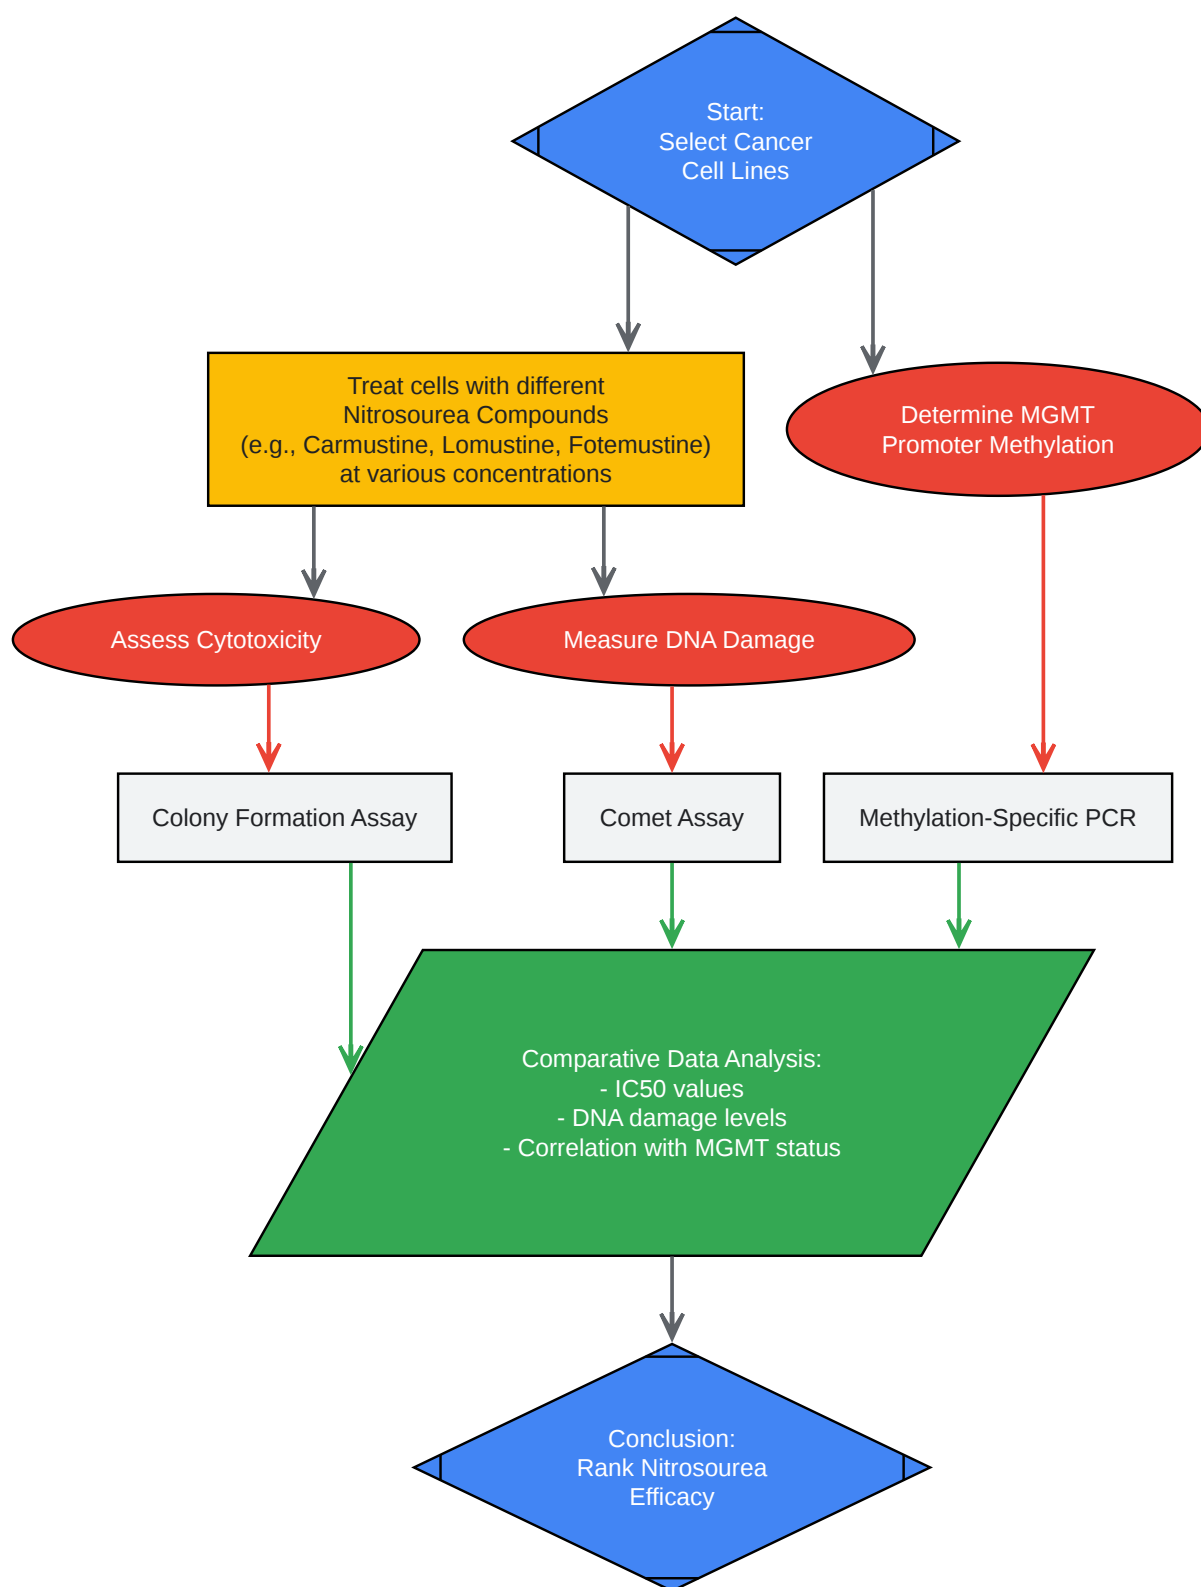 Start:
Select Cancer
Cell Lines
Treat cells with different
Nitrosourea Compounds
(e.g., Carmustine, Lomustine, Fotemustine)
at various concentrations
Determine MGMT
Promoter Methylation
Assess Cytotoxicity
Measure DNA Damage
Colony Formation Assay
Comet Assay
Methylation-Specific PCR
Comparative Data Analysis:
- IC50 values
- DNA damage levels
- Correlation with MGMT status
Conclusion:
Rank Nitrosourea
Efficacy